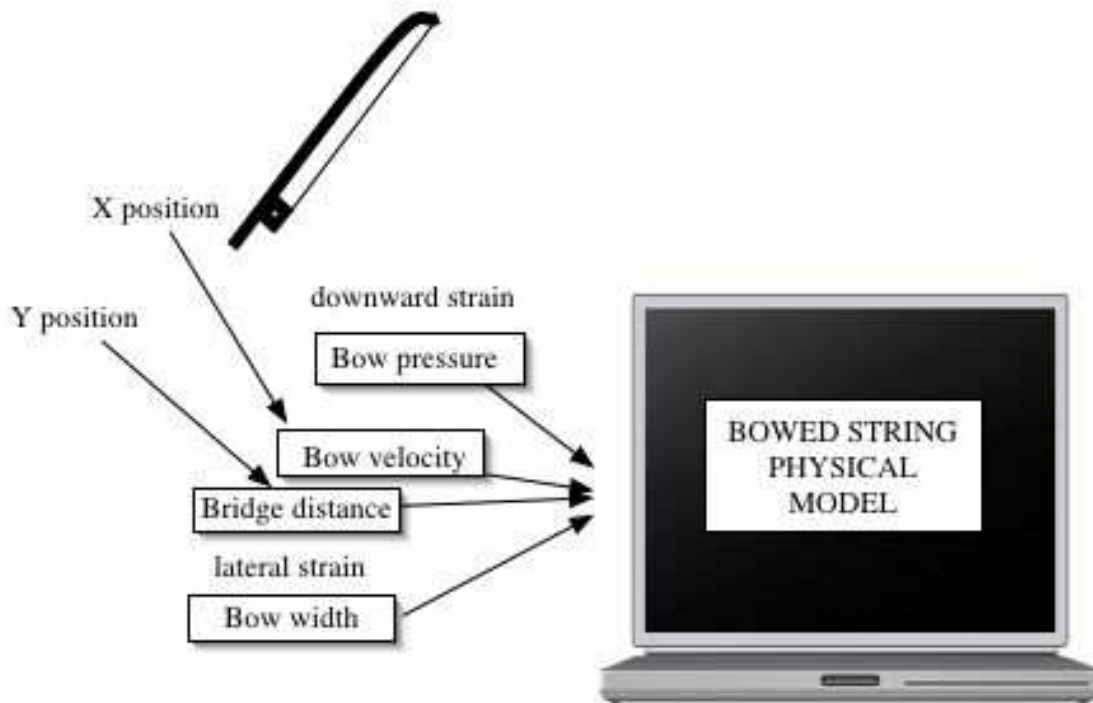 X position
Y position
downward strain
Bow pressure
Bow velocity
Bridge distance
lateral strain
Bow width
BOWED STRING
PHYSICAL
MODEL